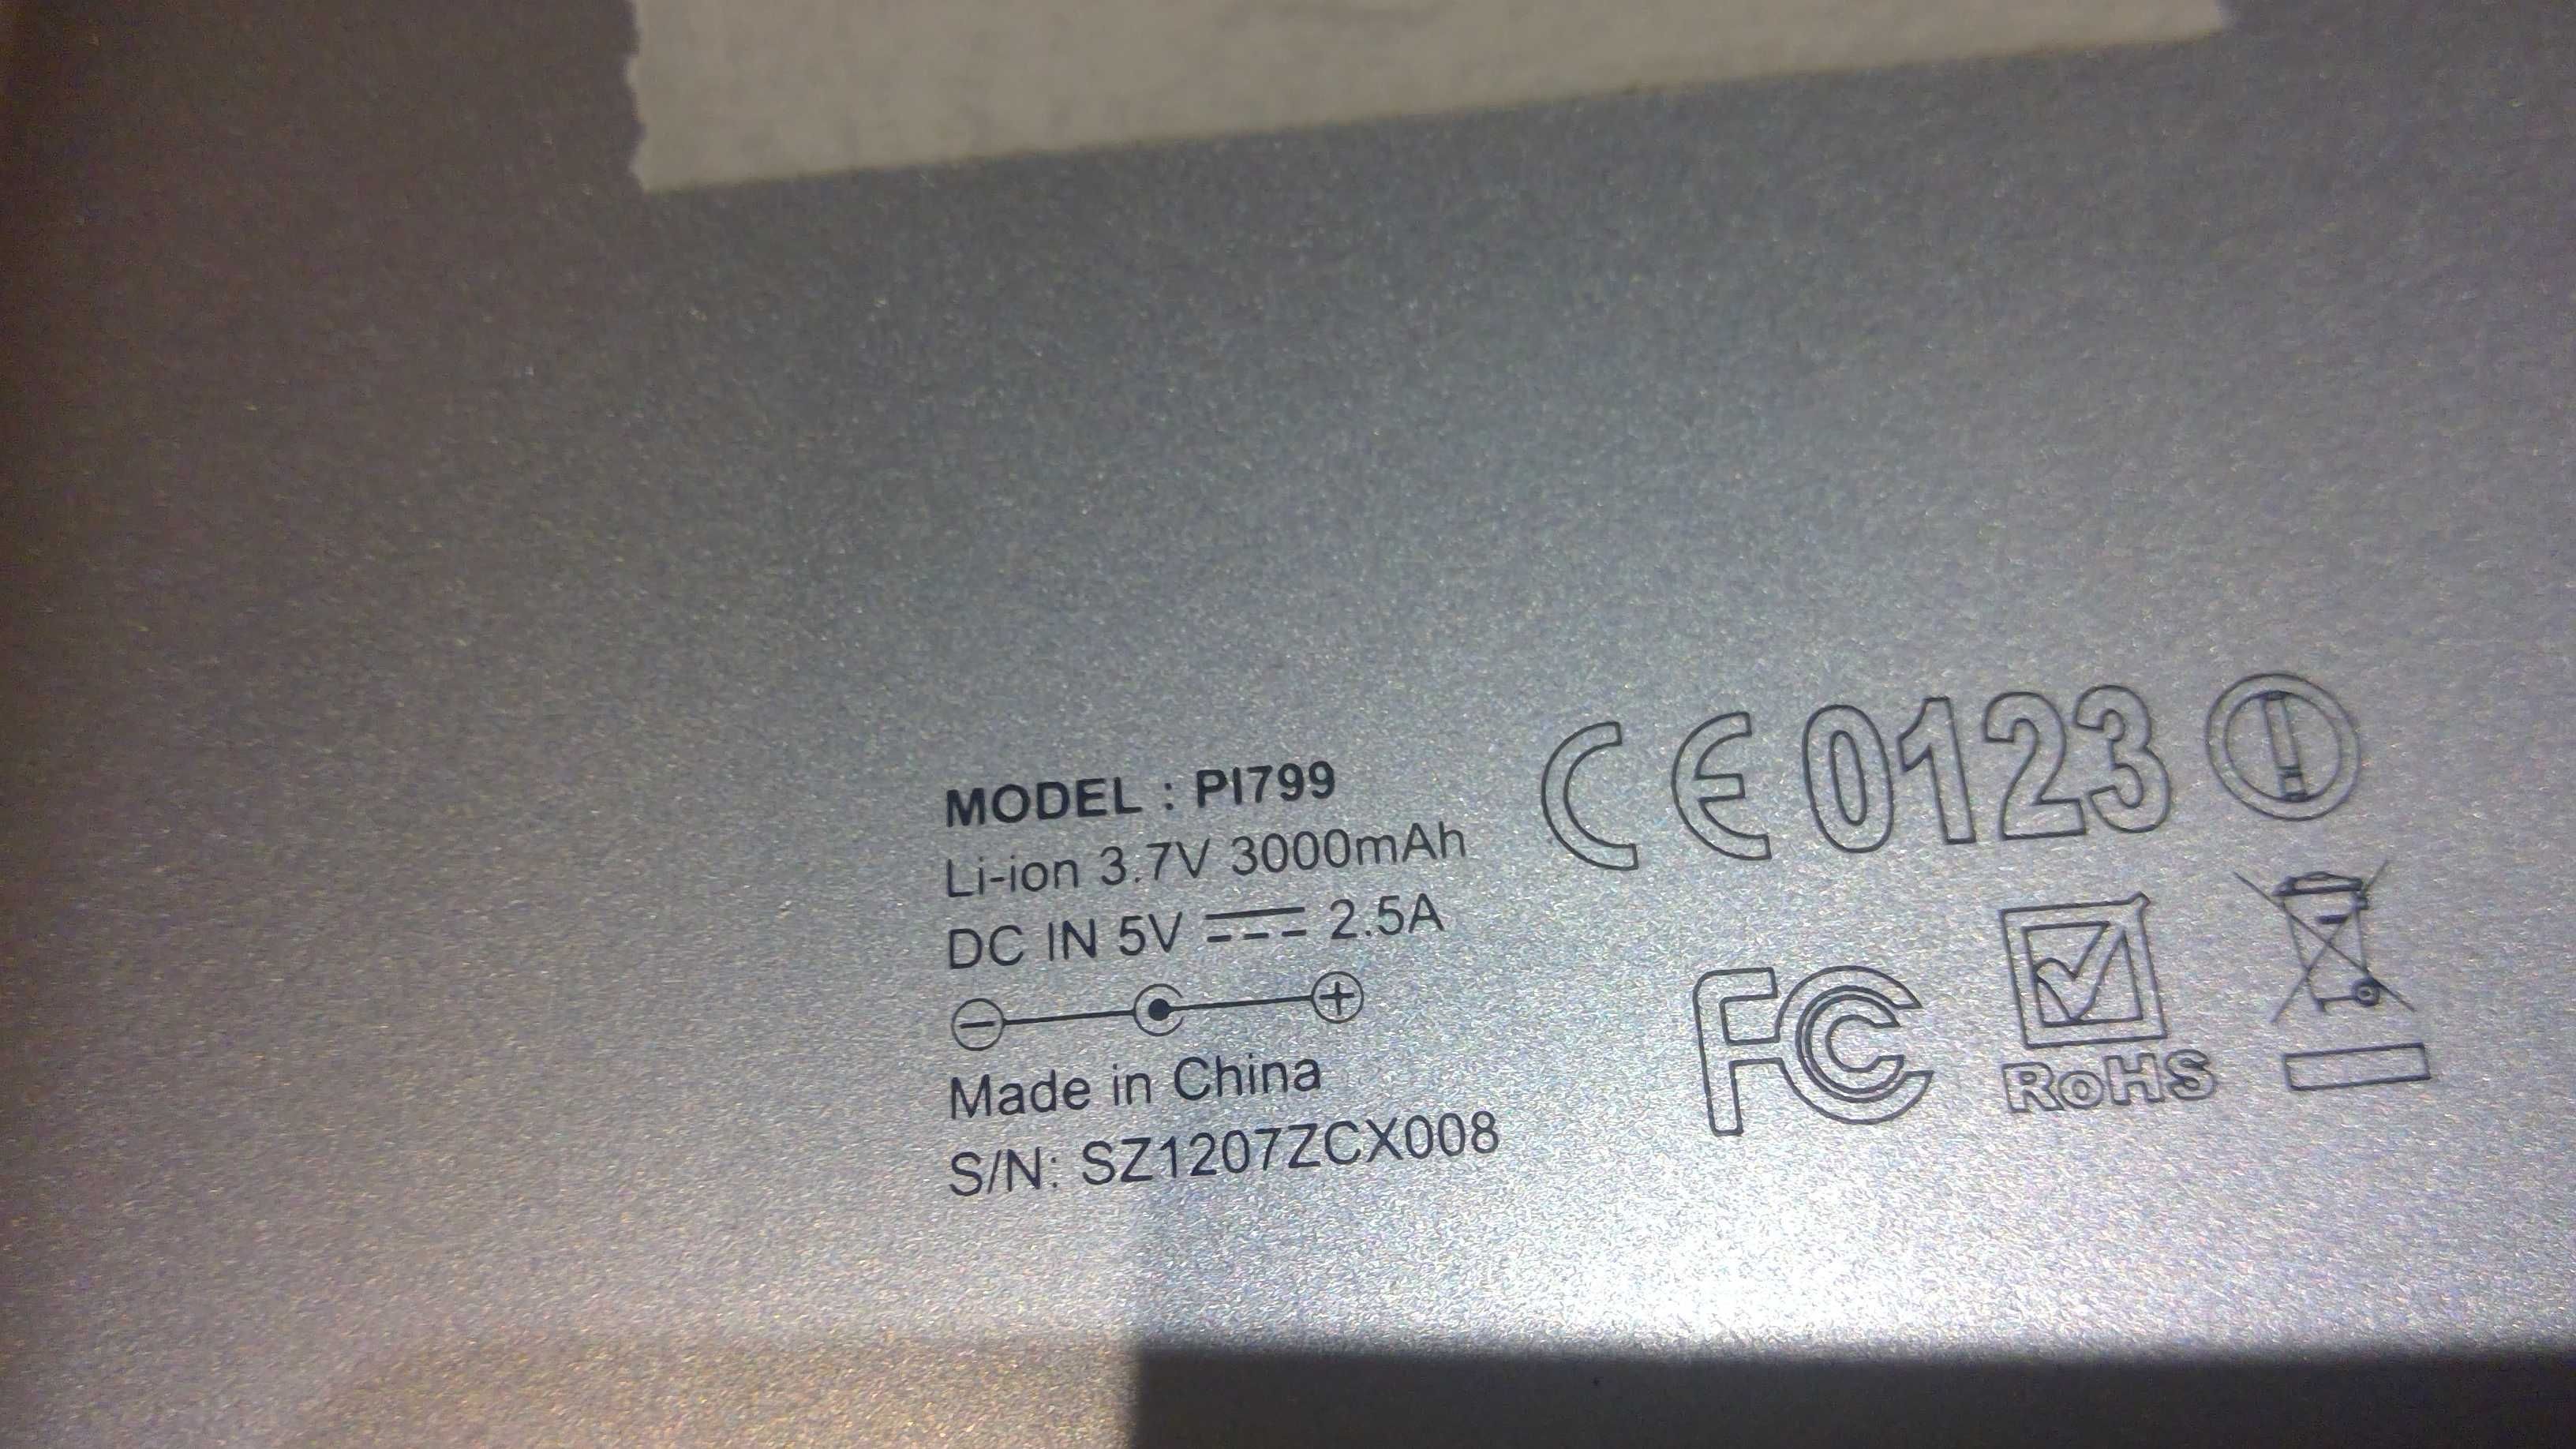 MODEL : PI799
Li-ion 3.7V 3000mAh
DC IN 5V 2.5A
Made in China
S/N: SZ1207ZCX008
CE 0123
FC
RoHS